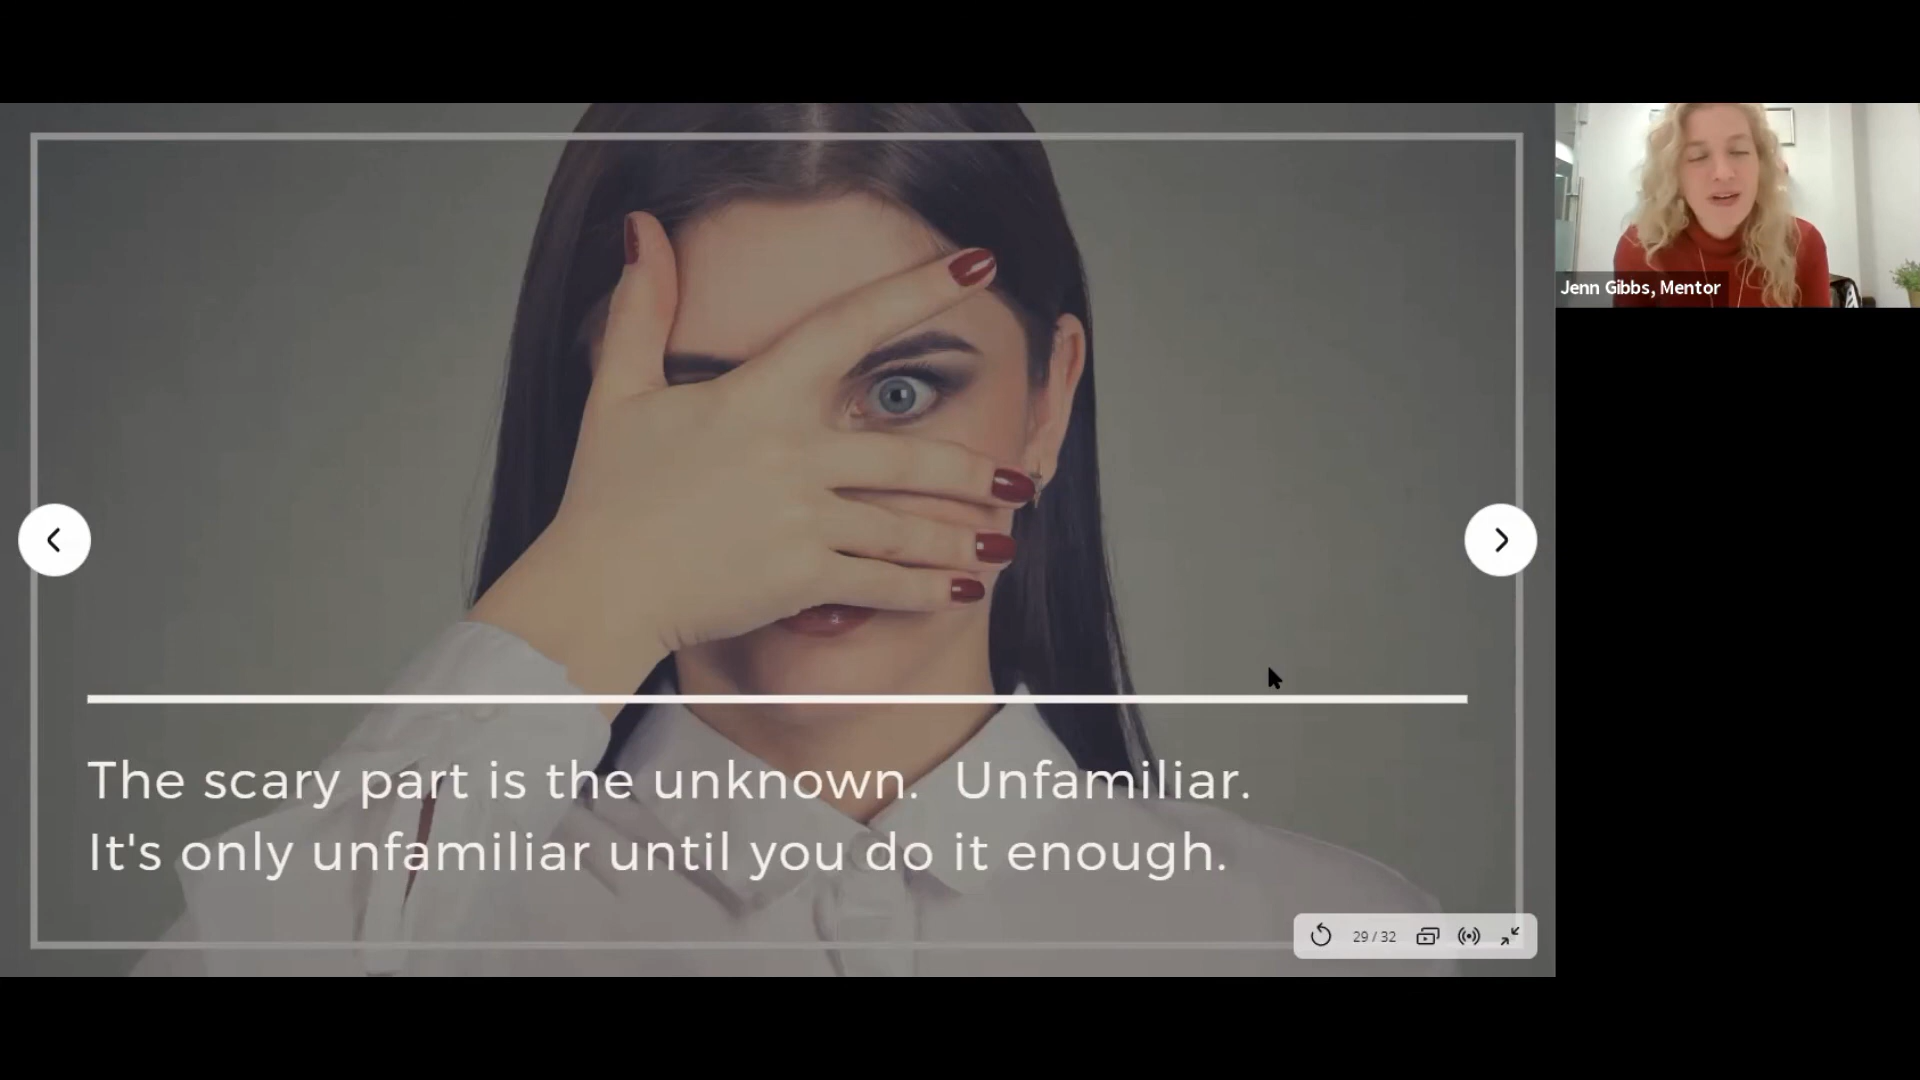 Jenn Gibbs, Mentor
The scary part is the unknown. Unfamiliar.
It's only unfamiliar until you do it enough.
29 / 32